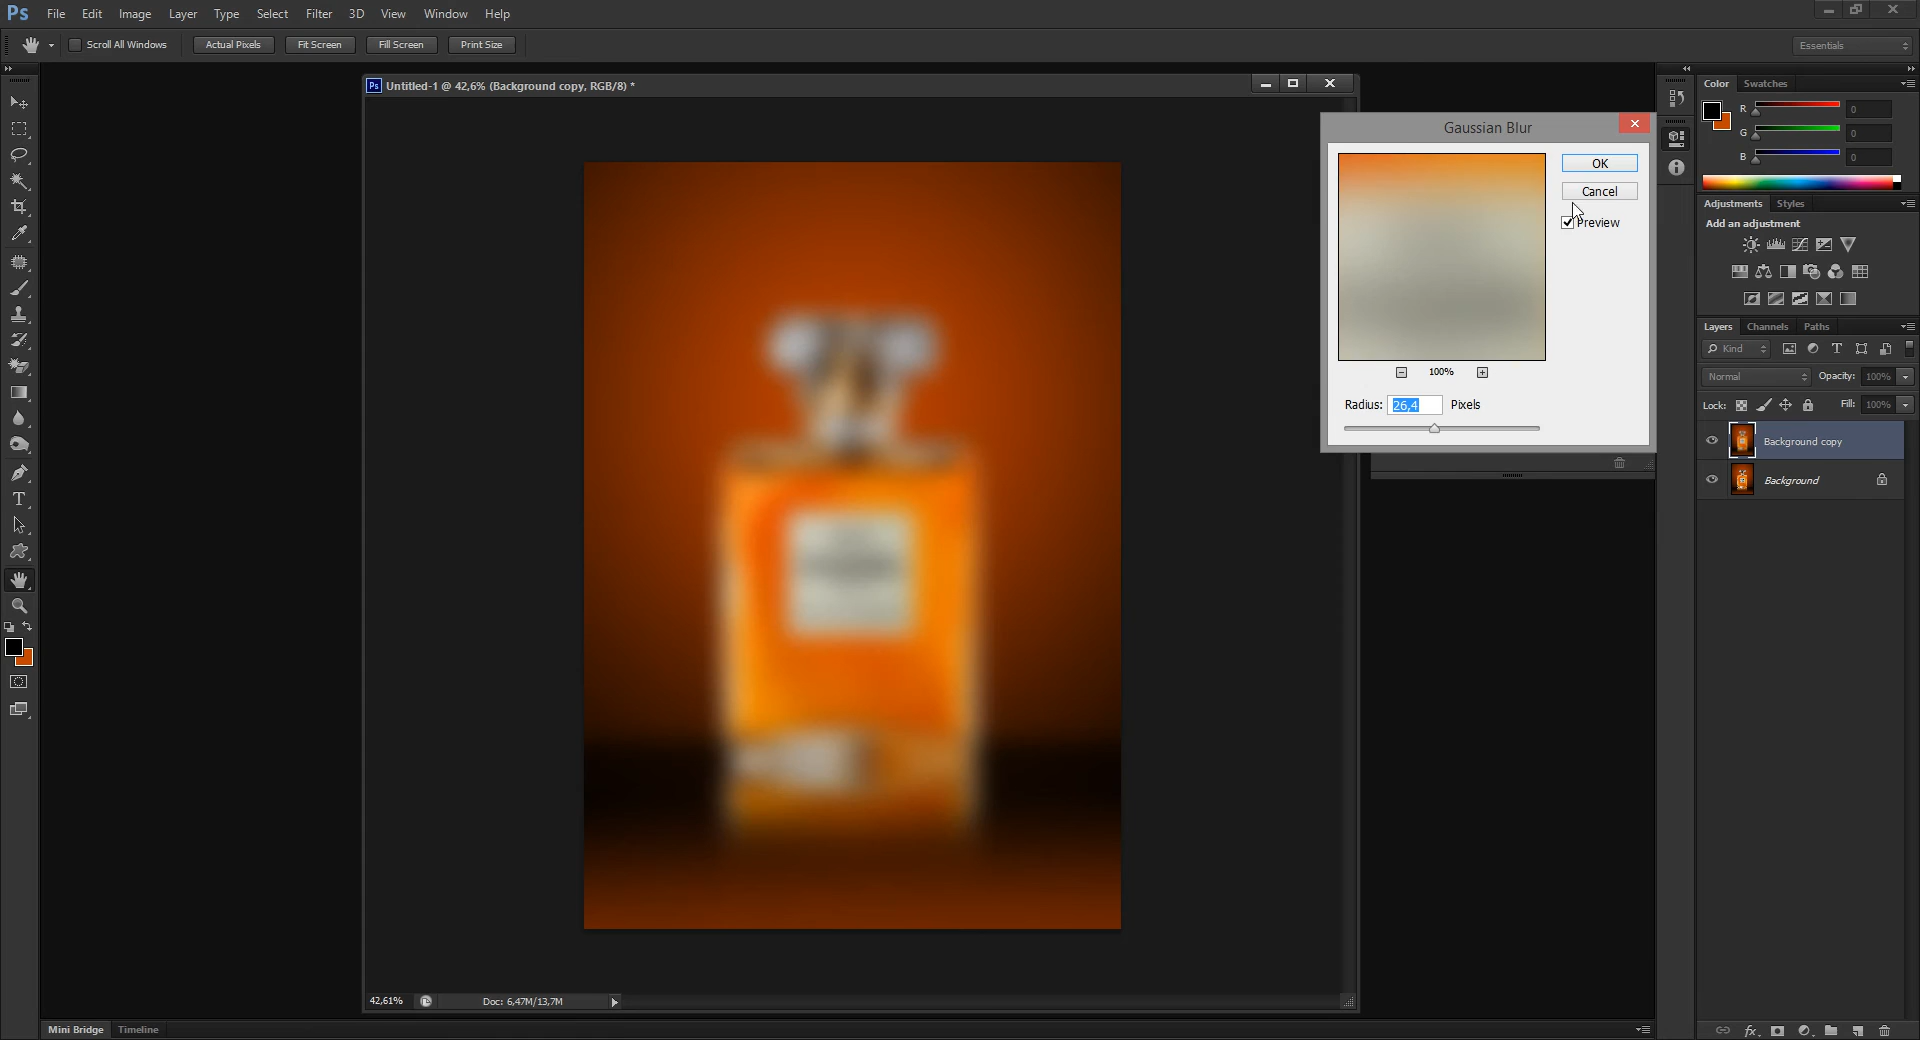 Ps File Edit Image Layer Type Select Filter 3D View Window Help
Scroll All Windows Actual Pixels Fit Screen Fill Screen Print Size Essentials
Ps Untitled-1 @ 42,6% (Background copy, RGB/8) *
Color Swatches
R 0
G 0
B 0
Gaussian Blur
OK
Cancel
Preview
100%
Radius: 26,4 Pixels
Adjustments Styles
Add an adjustment
Layers Channels Paths
Kind
Normal Opacity: 100%
Lock: Fill: 100%
Background copy
Background
42,61% Doc: 6,47M/13,7M
Mini Bridge Timeline